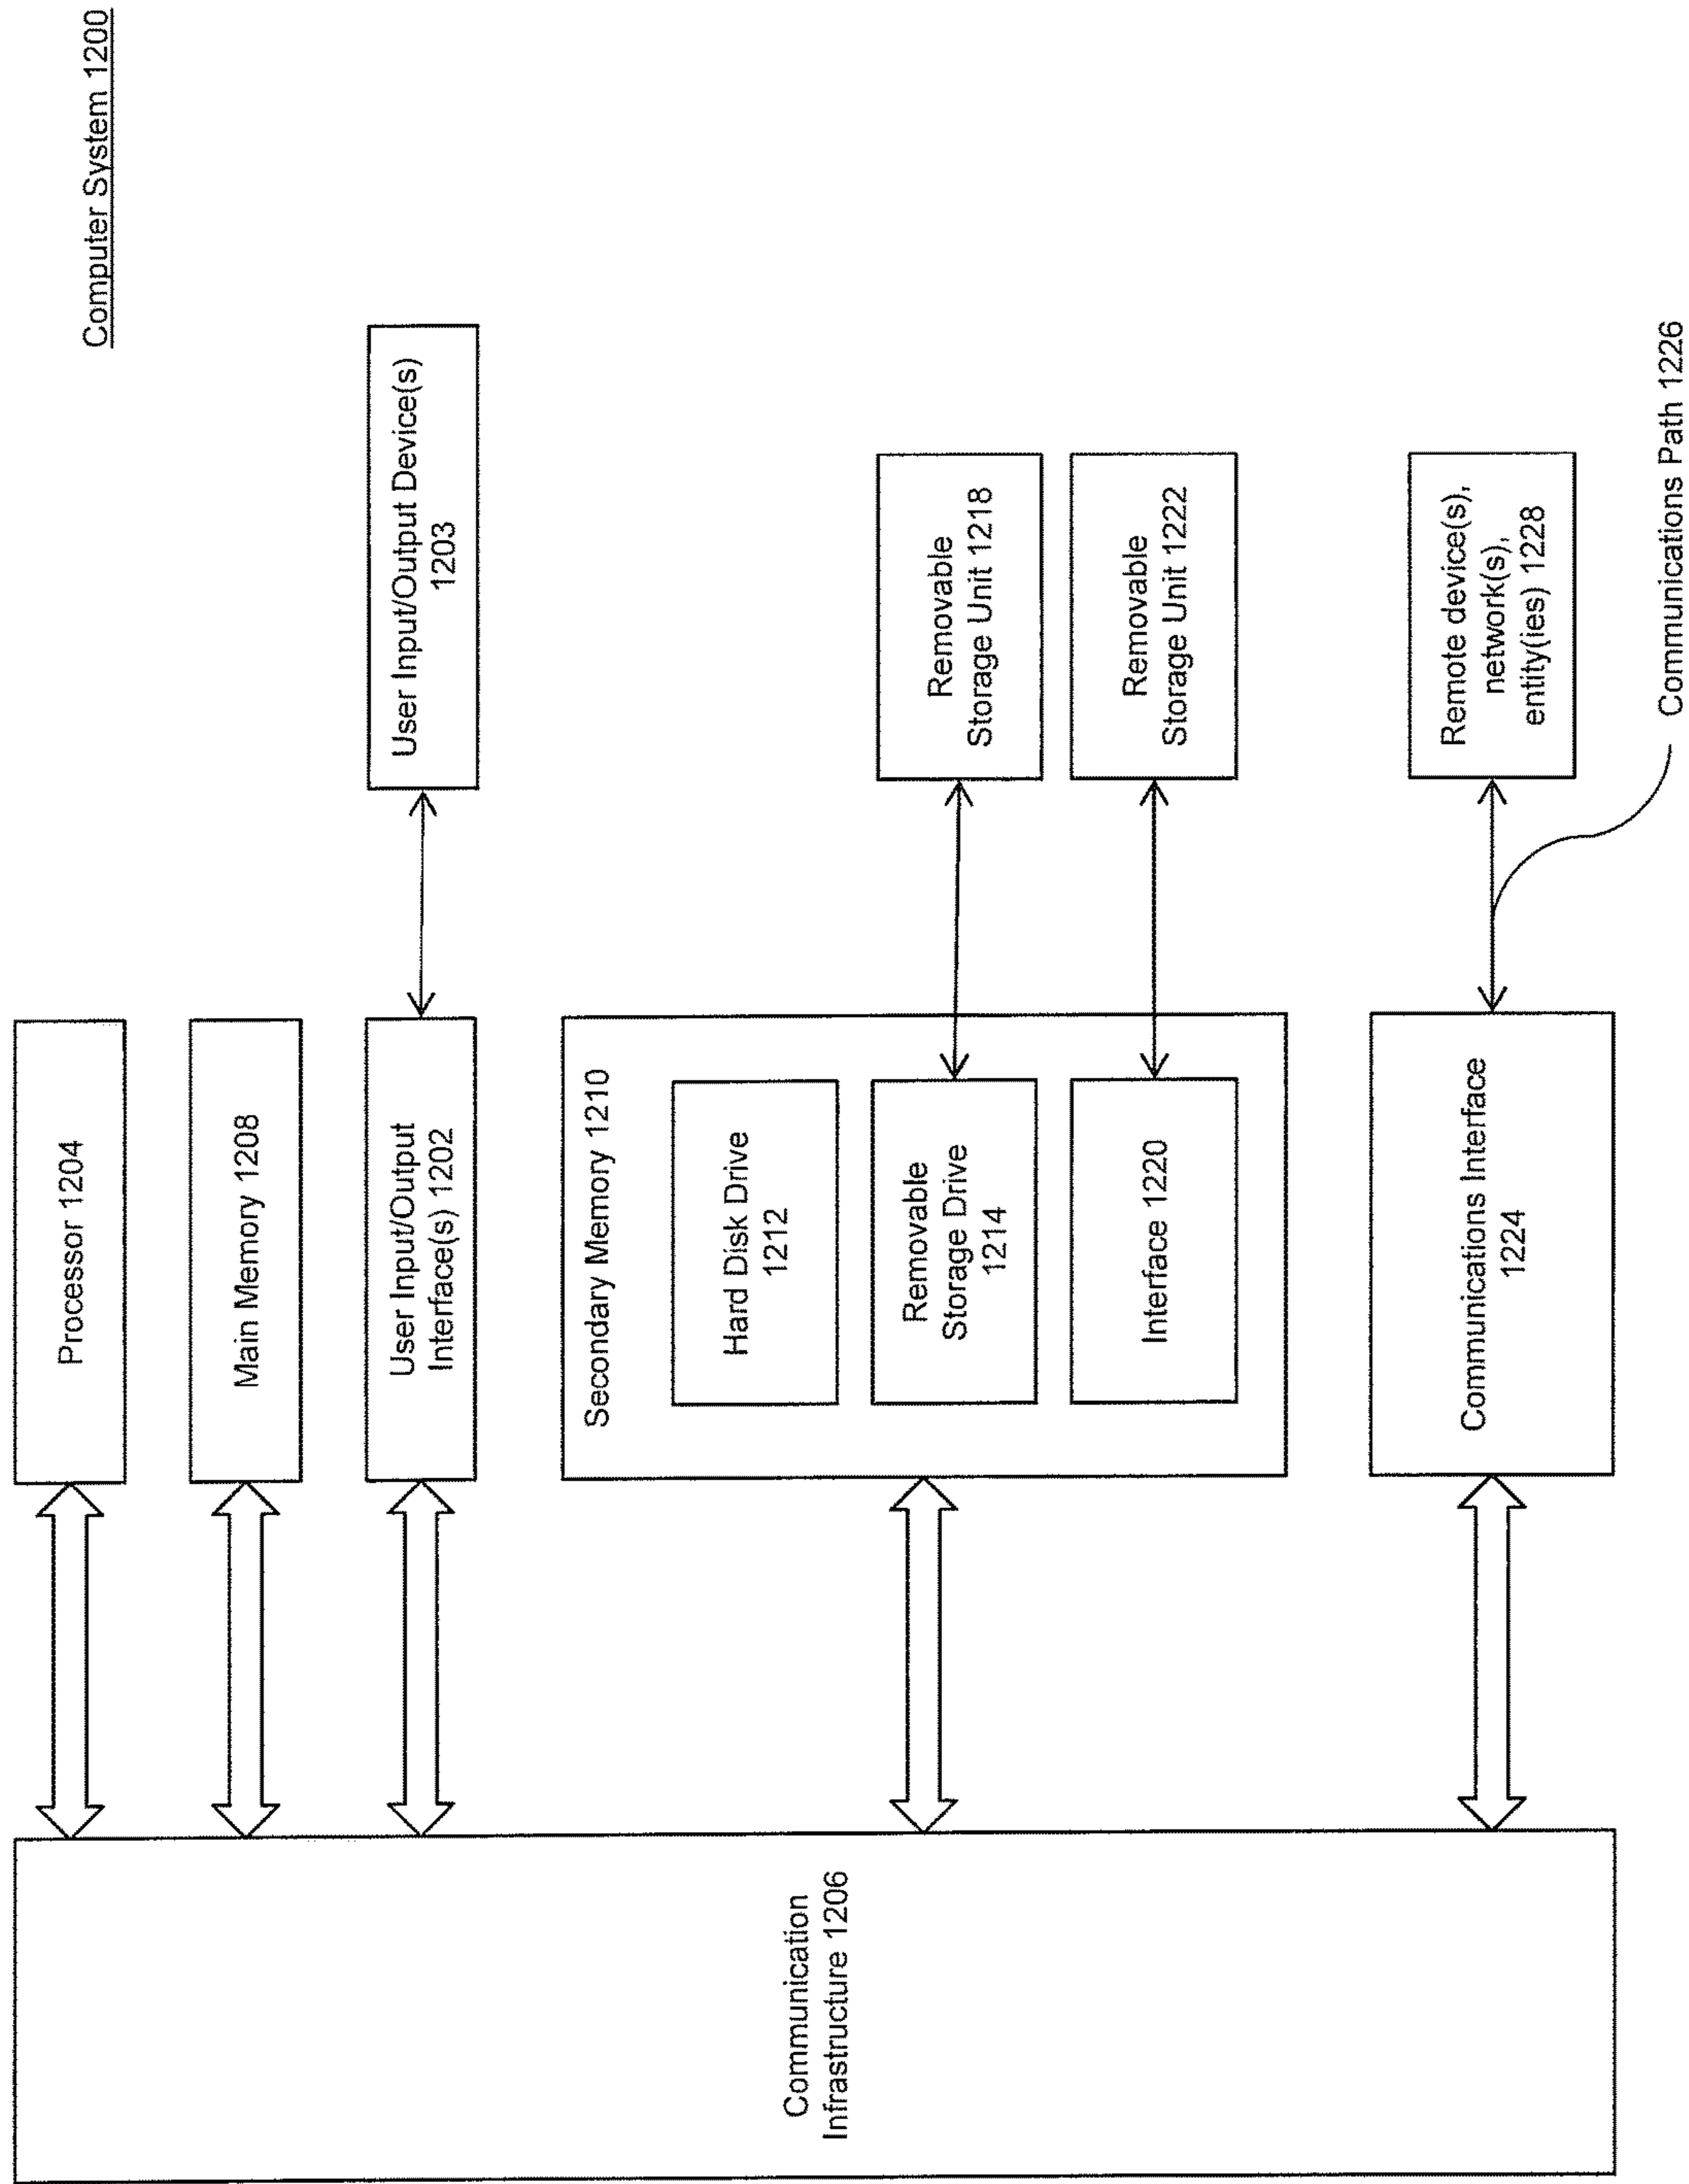 Computer System 1200
Processor 1204
Main Memory 1208
User Input/Output
Interface(s) 1202
User Input/Output Device(s)
1203
Secondary Memory 1210
Hard Disk Drive
1212
Removable
Storage Drive
1214
Removable
Storage Unit 1218
Interface 1220
Removable
Storage Unit 1222
Communications Interface
1224
Remote device(s),
network(s),
entity(ies) 1228
Communications Path 1226
Communication
Infrastructure 1206